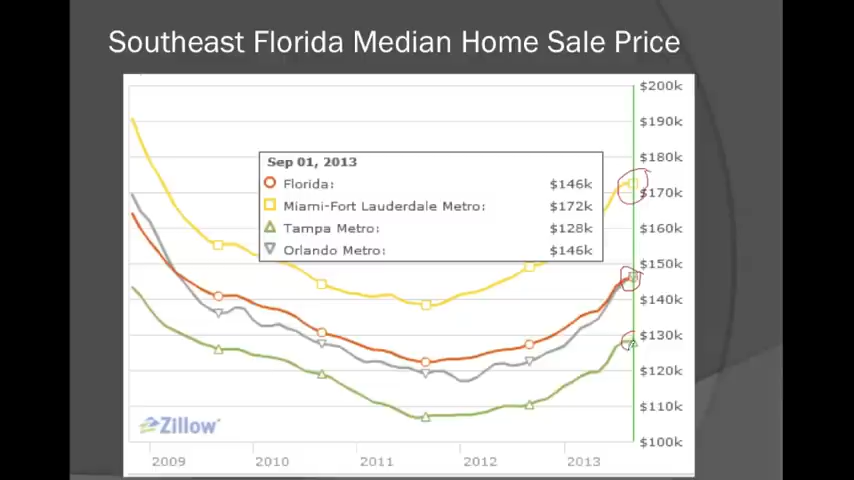 Southeast Florida Median Home Sale Price
$200k
$190k
$180k
$170k
$160k
$150k
$140k
$130k
$120k
$110k
$100k
Sep 01, 2013
Florida: $146k
Miami-Fort Lauderdale Metro: $172k
Tampa Metro: $128k
Orlando Metro: $146k
Zillow
2009 2010 2011 2012 2013